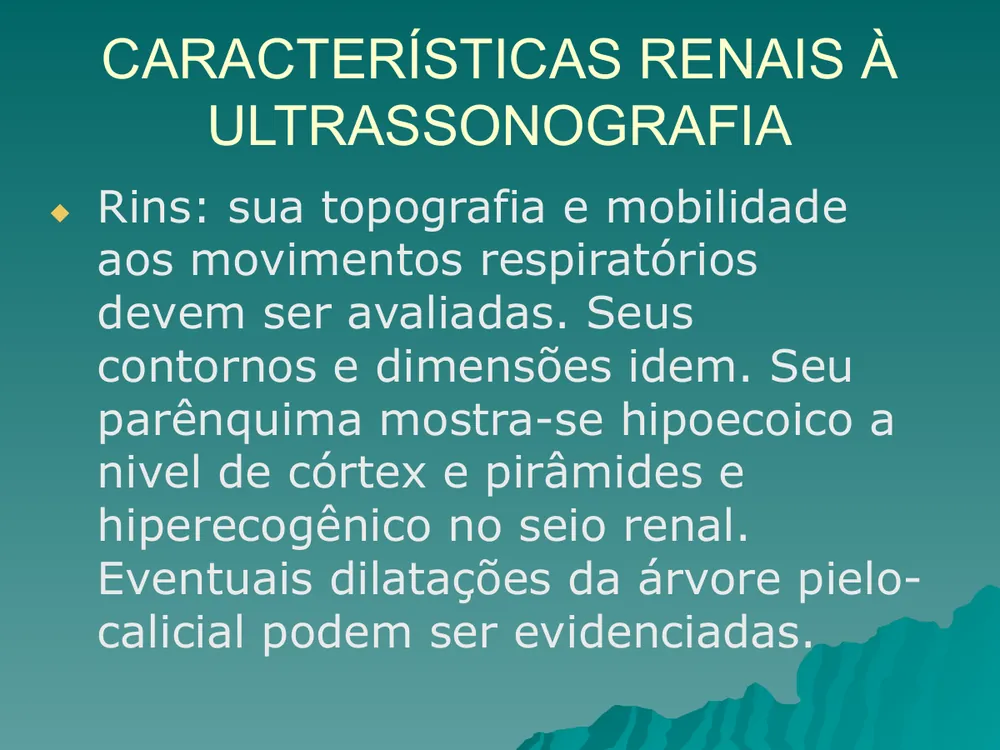 CARACTERÍSTICAS RENAIS À
ULTRASSONOGRAFIA
Rins: sua topografia e mobilidade
aos movimentos respiratórios
devem ser avaliadas. Seus
contornos e dimensões idem. Seu
parênquima mostra-se hipoecoico a
nivel de córtex e pirâmides e
hiperecogênico no seio renal.
Eventuais dilatações da árvore pielo-
calicial podem ser evidenciadas.